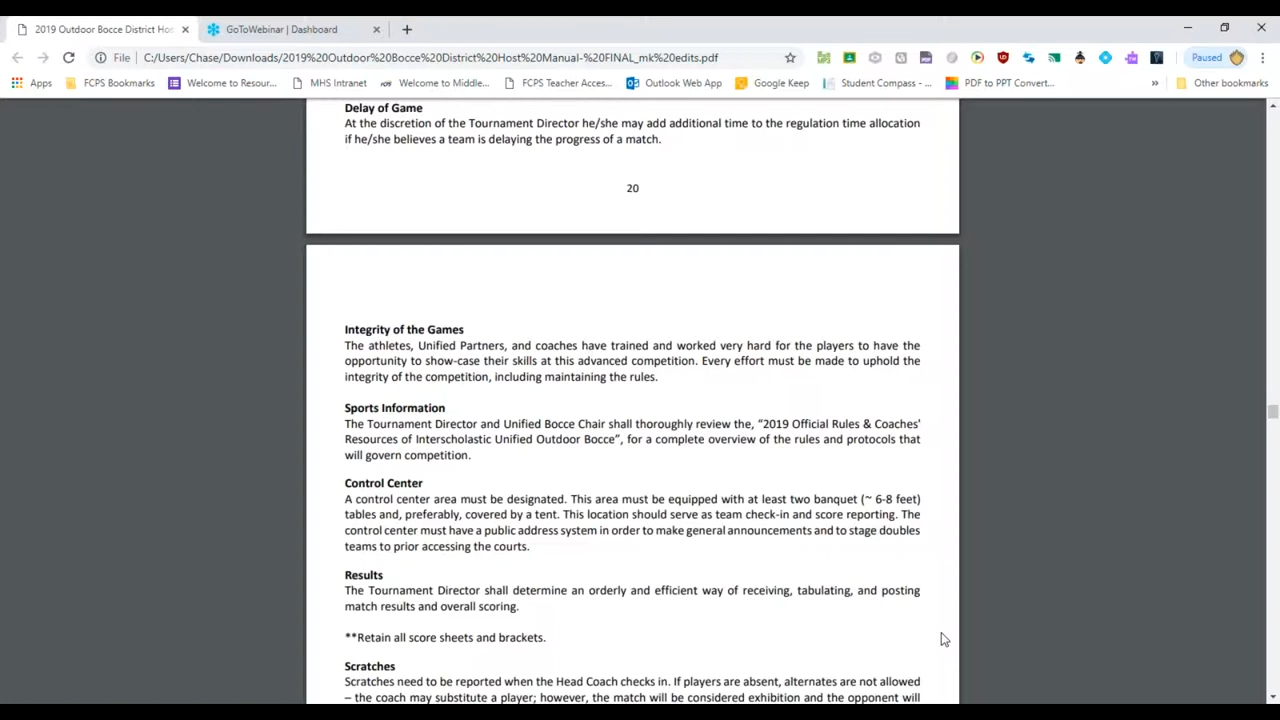 2019 Outdoor Bocce District Hos
GoToWebinar | Dashboard
File
C:/Users/Chase/Downloads/2019%20Outdoor%20Bocce%20District%20Host%20Manual-%20FINAL_mk%20edits.pdf
Paused
Apps
FCPS Bookmarks
Welcome to Resour...
MHS Intranet
Welcome to Middle...
FCPS Teacher Acces...
Outlook Web App
Google Keep
Student Compass - ...
PDF to PPT Convert...
»
Other bookmarks
Delay of Game
At the discretion of the Tournament Director he/she may add additional time to the regulation time allocation
if he/she believes a team is delaying the progress of a match.
20
Integrity of the Games
The athletes, Unified Partners, and coaches have trained and worked very hard for the players to have the
opportunity to show-case their skills at this advanced competition. Every effort must be made to uphold the
integrity of the competition, including maintaining the rules.
Sports Information
The Tournament Director and Unified Bocce Chair shall thoroughly review the, “2019 Official Rules & Coaches'
Resources of Interscholastic Unified Outdoor Bocce”, for a complete overview of the rules and protocols that
will govern competition.
Control Center
A control center area must be designated. This area must be equipped with at least two banquet (~ 6-8 feet)
tables and, preferably, covered by a tent. This location should serve as team check-in and score reporting. The
control center must have a public address system in order to make general announcements and to stage doubles
teams to prior accessing the courts.
Results
The Tournament Director shall determine an orderly and efficient way of receiving, tabulating, and posting
match results and overall scoring.
**Retain all score sheets and brackets.
Scratches
Scratches need to be reported when the Head Coach checks in. If players are absent, alternates are not allowed
– the coach may substitute a player; however, the match will be considered exhibition and the opponent will